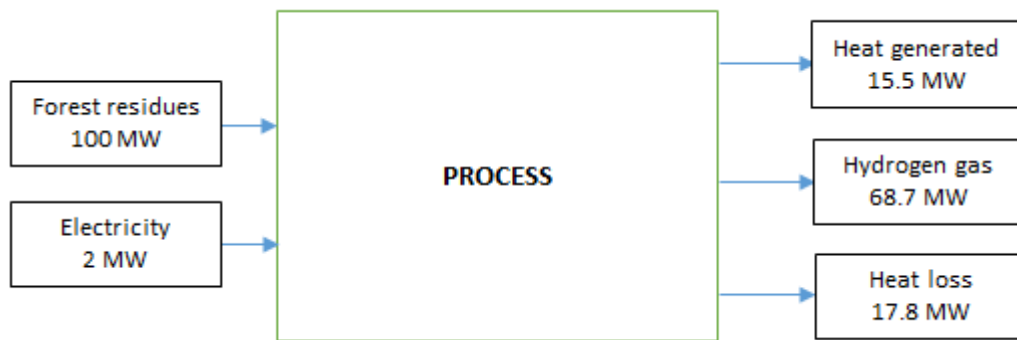 Forest residues
100 MW
Electricity
2 MW
PROCESS
Heat generated
15.5 MW
Hydrogen gas
68.7 MW
Heat loss
17.8 MW